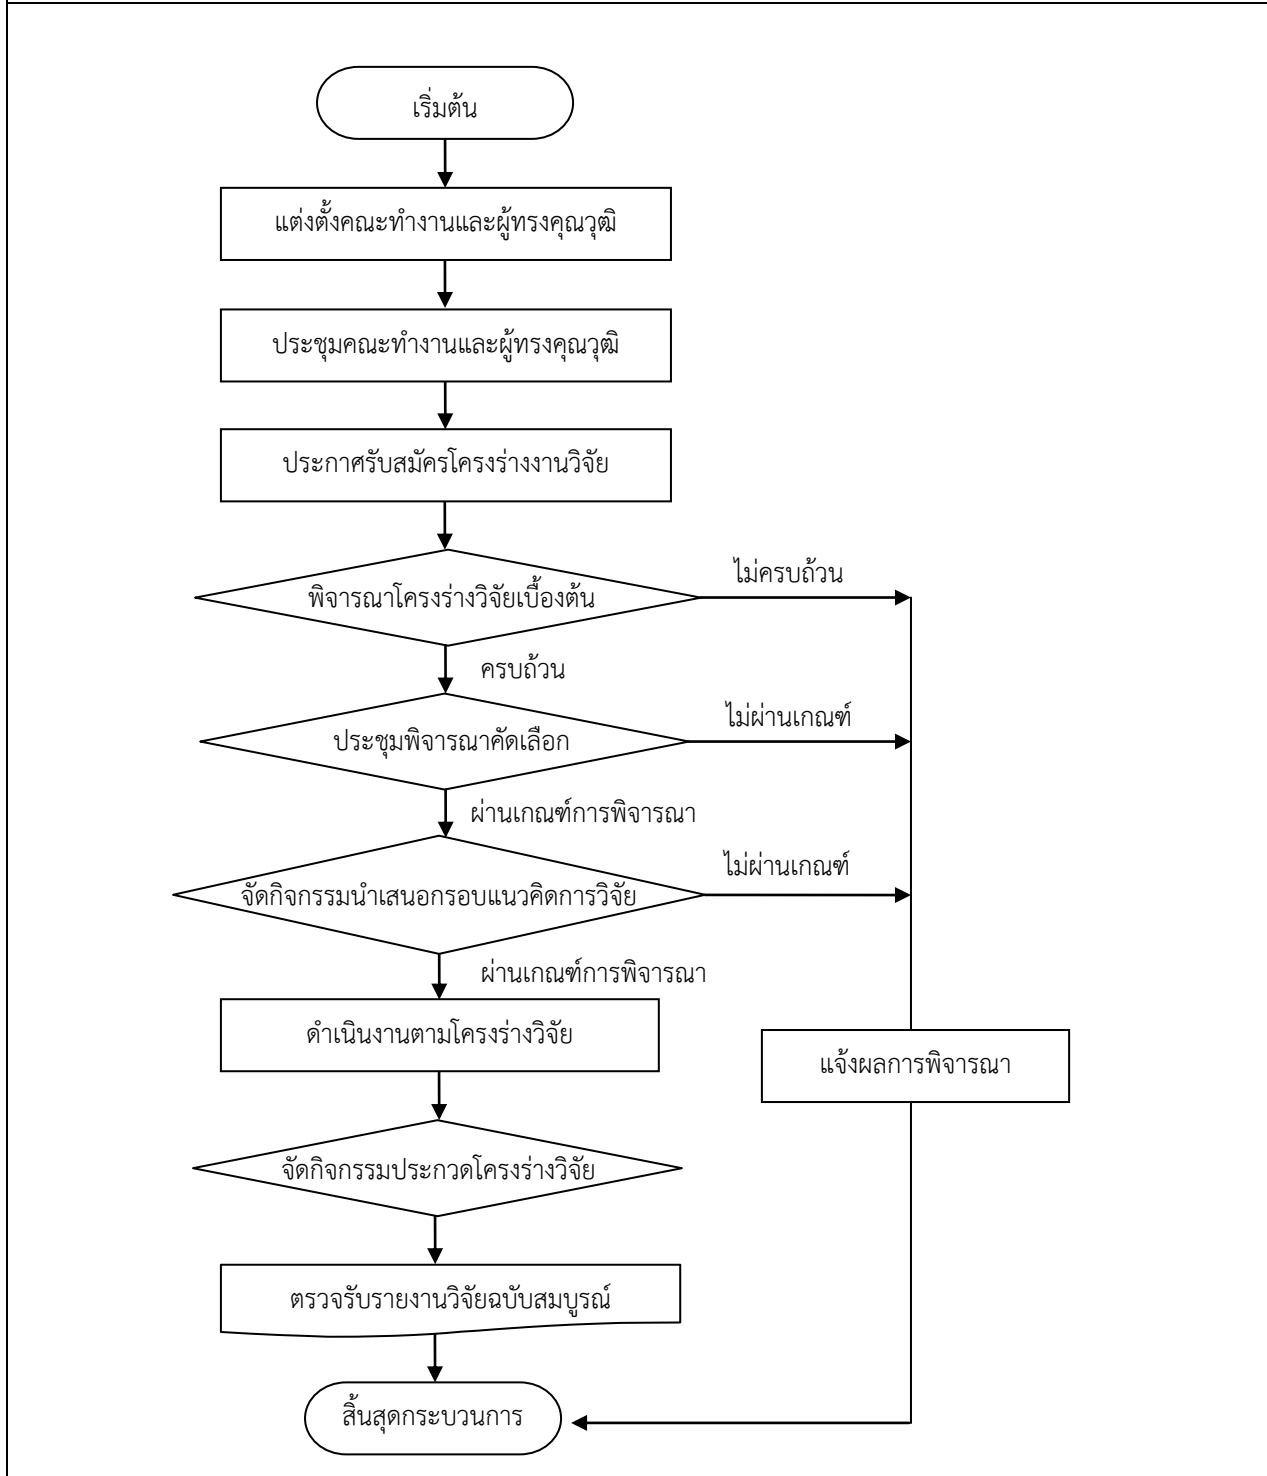 เริ่มต้น
แต่งตั้งคณะทำงานและผู้ทรงคุณวุฒิ
ประชุมคณะทำงานและผู้ทรงคุณวุฒิ
ประกาศรับสมัครโครงร่างงานวิจัย
พิจารณาโครงร่างวิจัยเบื้องต้น
ไม่ครบถ้วน
ครบถ้วน
ประชุมพิจารณาคัดเลือก
ไม่ผ่านเกณฑ์
ผ่านเกณฑ์การพิจารณา
จัดกิจกรรมนำเสนอกรอบแนวคิดการวิจัย
ไม่ผ่านเกณฑ์
ผ่านเกณฑ์การพิจารณา
ดำเนินงานตามโครงร่างวิจัย
แจ้งผลการพิจารณา
จัดกิจกรรมประกวดโครงร่างวิจัย
ตรวจรับรายงานวิจัยฉบับสมบูรณ์
สิ้นสุดกระบวนการ